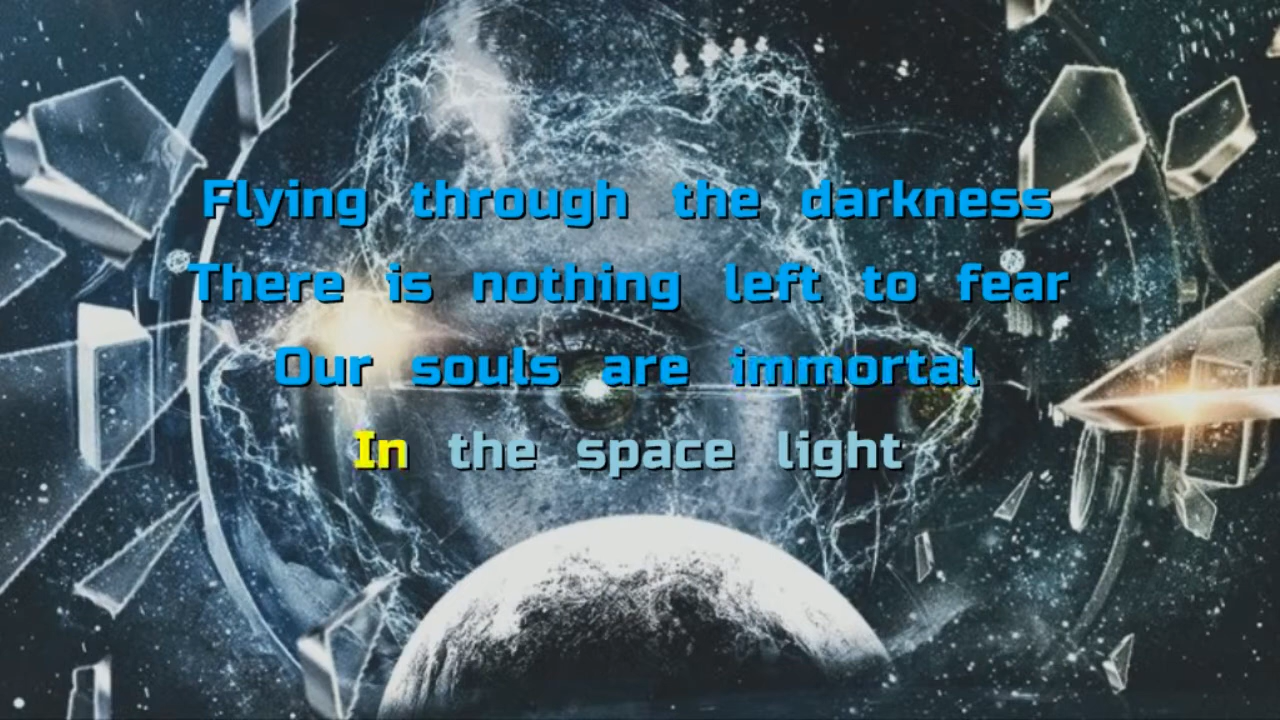 Flying through the darkness
There is nothing left to fear
Our souls are immortal
In the space light